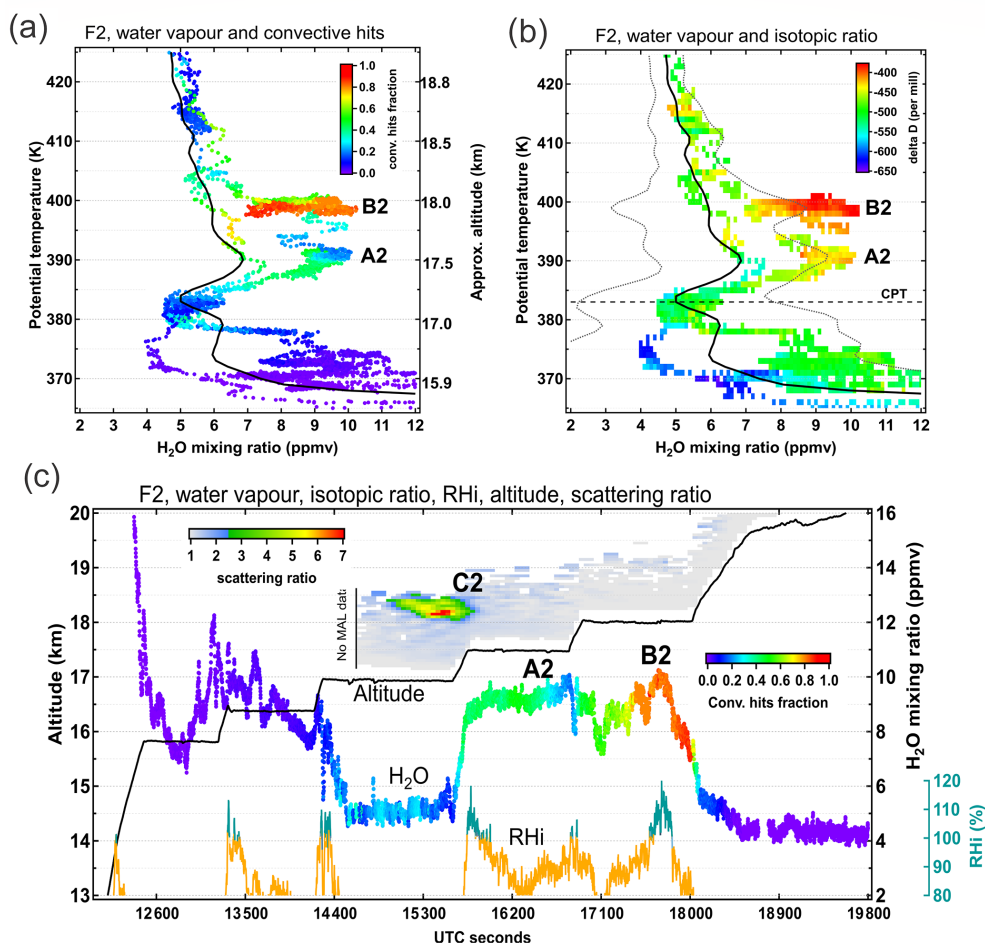 (a)
F2, water vapour and convective hits
Potential temperature (K)
420
410
400
390
380
370
2 3 4 5 6 7 8 9 10 11 12
H₂O mixing ratio (ppmv)
1.0
0.8
0.6
0.4
0.2
0.0
conv. hits fraction
18.8
18.5
18.0
17.5
17.0
15.9
Approx. altitude (km)
B2
A2
(b)
F2, water vapour and isotopic ratio
Potential temperature (K)
420
410
400
390
380
370
2 3 4 5 6 7 8 9 10 11 12
H₂O mixing ratio (ppmv)
-400
-450
-500
-550
-600
-650
delta D (per mill)
B2
A2
CPT
(c)
F2, water vapour, isotopic ratio, RHi, altitude, scattering ratio
Altitude (km)
20
19
18
17
16
15
14
13
1 2 3 4 5 6 7
scattering ratio
No MAL data
C2
Altitude
A2
B2
0.0 0.2 0.4 0.6 0.8 1.0
Conv. hits fraction
H₂O
RHi
16
14
12
10
8
6
4
2
H₂O mixing ratio (ppmv)
120
110
100
90
80
RHi (%)
12600 13500 14400 15300 16200 17100 18000 18900 19800
UTC seconds